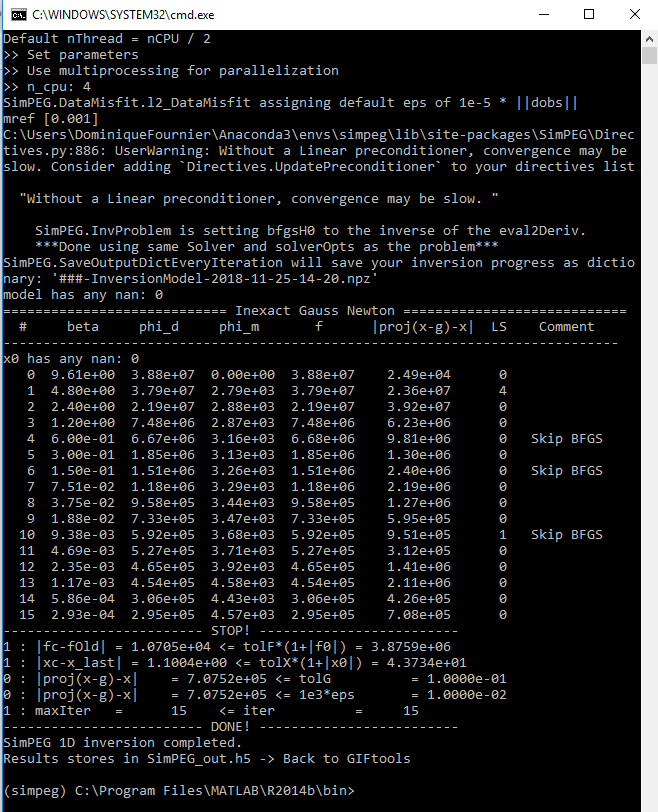 C:\WINDOWS\SYSTEM32\cmd.exe
Default nThread = nCPU / 2
>> Set parameters
>> Use multiprocessing for parallelization
>> n_cpu: 4
SimPEG.DataMisfit.l2_DataMisfit assigning default eps of 1e-5 * ||dobs||
mref [0.001]
C:\Users\DominiqueFournier\Anaconda3\envs\simpeg\lib\site-packages\SimPEG\Direc
tives.py:886: UserWarning: Without a Linear preconditioner, convergence may be
slow. Consider adding `Directives.UpdatePreconditioner` to your directives list
"Without a Linear preconditioner, convergence may be slow. "
SimPEG.InvProblem is setting bfgsH0 to the inverse of the eval2Deriv.
***Done using same Solver and solverOpts as the problem***
SimPEG.SaveOutputDictEveryIteration will save your inversion progress as dictio
nary: '###-InversionModel-2018-11-25-14-20.npz'
model has any nan: 0
============================ Inexact Gauss Newton ============================
# beta phi_d phi_m f |proj(x-g)-x| LS Comment
-----------------------------------------------------------------------------
x0 has any nan: 0
0 9.61e+00 3.88e+07 0.00e+00 3.88e+07 2.49e+04 0
1 4.80e+00 3.79e+07 2.79e+03 3.79e+07 2.36e+07 4
2 2.40e+00 2.19e+07 2.88e+03 2.19e+07 3.92e+07 0
3 1.20e+00 7.48e+06 2.87e+03 7.48e+06 6.23e+06 0
4 6.00e-01 6.67e+06 3.16e+03 6.68e+06 9.81e+06 0 Skip BFGS
5 3.00e-01 1.85e+06 3.13e+03 1.85e+06 1.30e+06 0
6 1.50e-01 1.51e+06 3.26e+03 1.51e+06 2.40e+06 0 Skip BFGS
7 7.51e-02 1.18e+06 3.29e+03 1.18e+06 2.19e+06 0
8 3.75e-02 9.58e+05 3.44e+03 9.58e+05 1.27e+06 0
9 1.88e-02 7.33e+05 3.47e+03 7.33e+05 5.95e+05 0
10 9.38e-03 5.92e+05 3.68e+03 5.92e+05 9.51e+05 1 Skip BFGS
11 4.69e-03 5.27e+05 3.71e+03 5.27e+05 3.12e+05 0
12 2.35e-03 4.65e+05 3.92e+03 4.65e+05 1.41e+06 0
13 1.17e-03 4.54e+05 4.58e+03 4.54e+05 2.11e+06 0
14 5.86e-04 3.06e+05 4.43e+03 3.06e+05 4.26e+05 0
15 2.93e-04 2.95e+05 4.57e+03 2.95e+05 7.08e+05 0
------------------------- STOP! -------------------------
1 : |fc-fOld| = 1.0705e+04 <= tolF*(1+|f0|) = 3.8759e+06
1 : |xc-x_last| = 1.1004e+00 <= tolX*(1+|x0|) = 4.3734e+01
0 : |proj(x-g)-x| = 7.0752e+05 <= tolG = 1.0000e-01
0 : |proj(x-g)-x| = 7.0752e+05 <= 1e3*eps = 1.0000e-02
1 : maxIter = 15 <= iter = 15
------------------------- DONE! -------------------------
SimPEG 1D inversion completed.
Results stores in SimPEG_out.h5 -> Back to GIFtools
(simpeg) C:\Program Files\MATLAB\R2014b\bin>